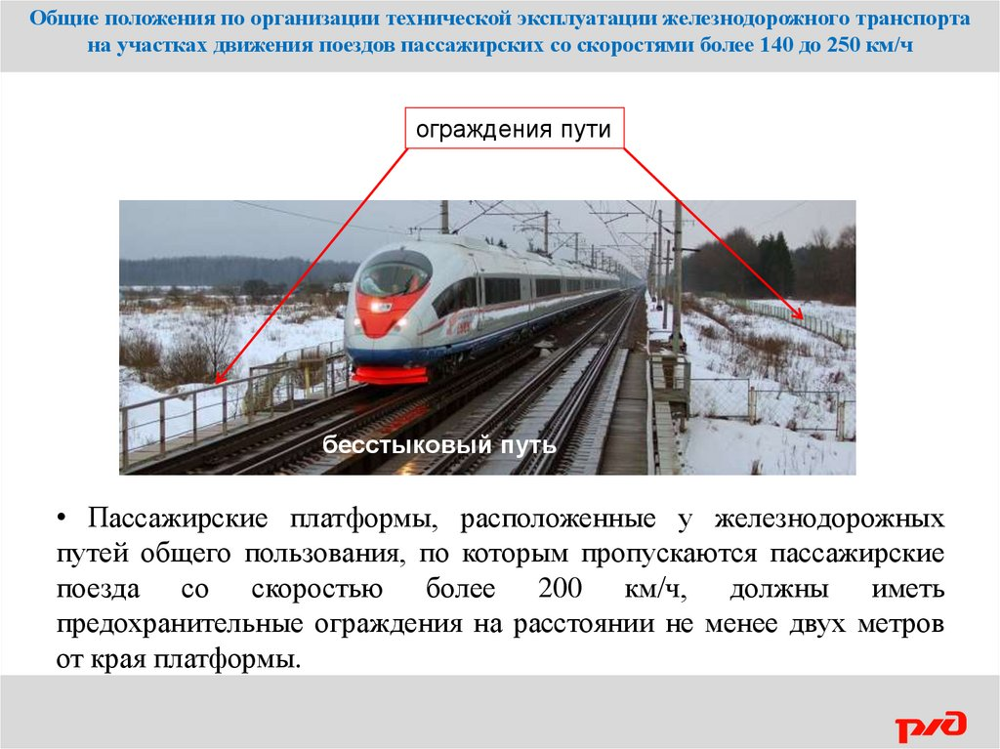 Общие положения по организации технической эксплуатации железнодорожного транспорта
на участках движения поездов пассажирских со скоростями более 140 до 250 км/ч
ограждения пути
бесстыковый путь
• Пассажирские платформы, расположенные у железнодорожных
путей общего пользования, по которым пропускаются пассажирские
поезда со скоростью более 200 км/ч, должны иметь
предохранительные ограждения на расстоянии не менее двух метров
от края платформы.
ржд